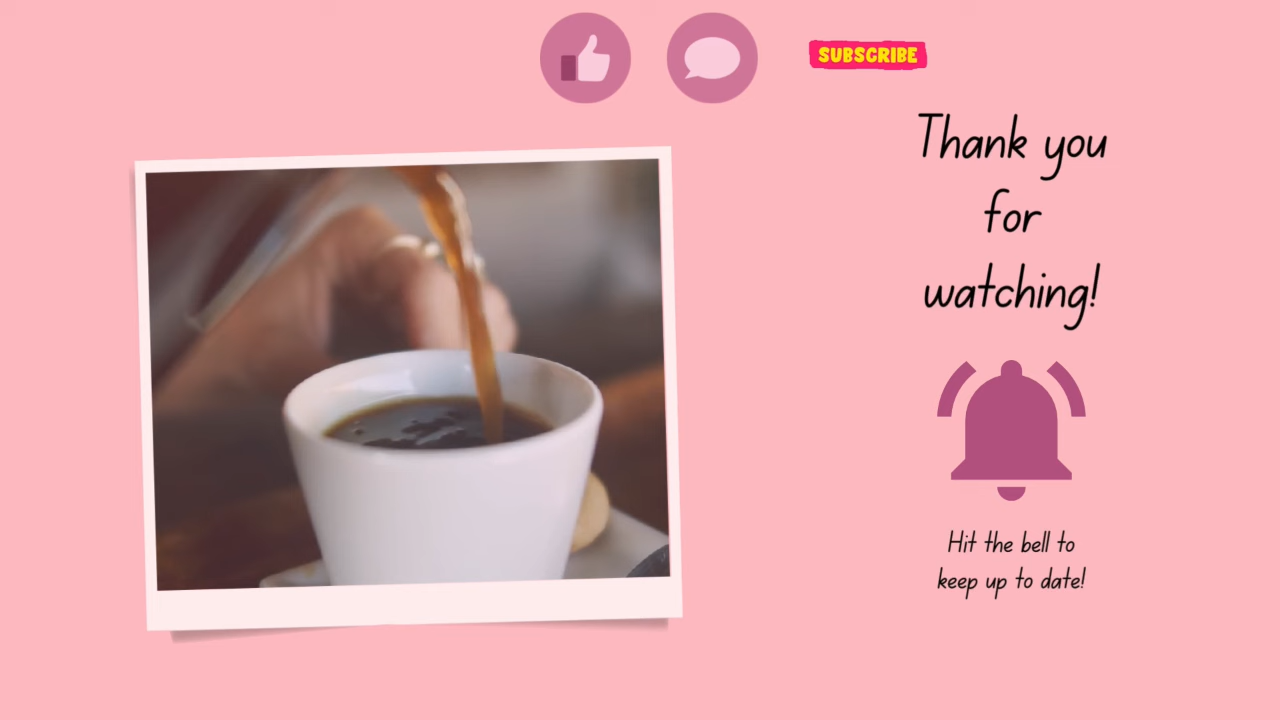 SUBSCRIBE
Thank you
for
watching!
Hit the bell to
keep up to date!